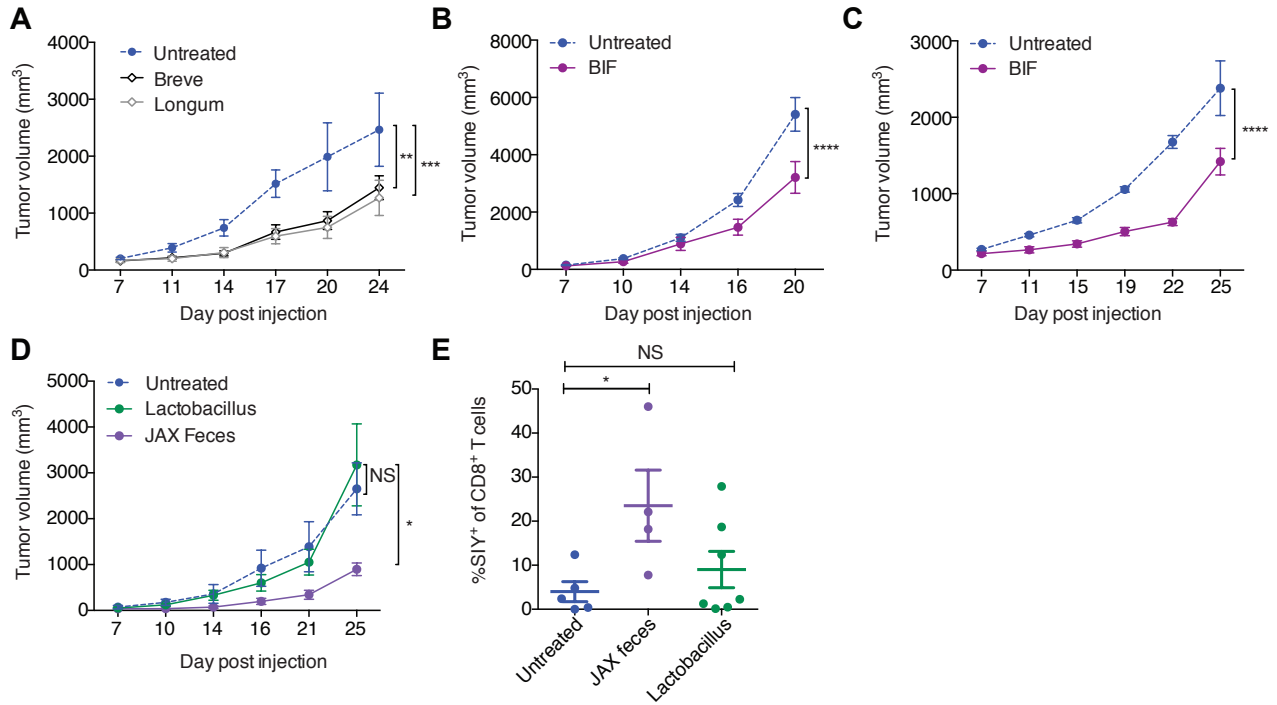 A
Tumor volume (mm³)
4000
3000
2000
1000
0
Untreated
Breve
Longum
**
***
7 11 14 17 20 24
Day post injection
B
Tumor volume (mm³)
8000
6000
4000
2000
0
Untreated
BIF
****
7 10 14 16 20
Day post injection
C
Tumor volume (mm³)
3000
2000
1000
0
Untreated
BIF
****
7 11 15 19 22 25
Day post injection
D
Tumor volume (mm³)
5000
4000
3000
2000
1000
0
Untreated
Lactobacillus
JAX Feces
NS
*
7 10 14 16 21 25
Day post injection
E
%SIY⁺ of CD8⁺ T cells
50
40
30
20
10
0
NS
*
Untreated
JAX feces
Lactobacillus